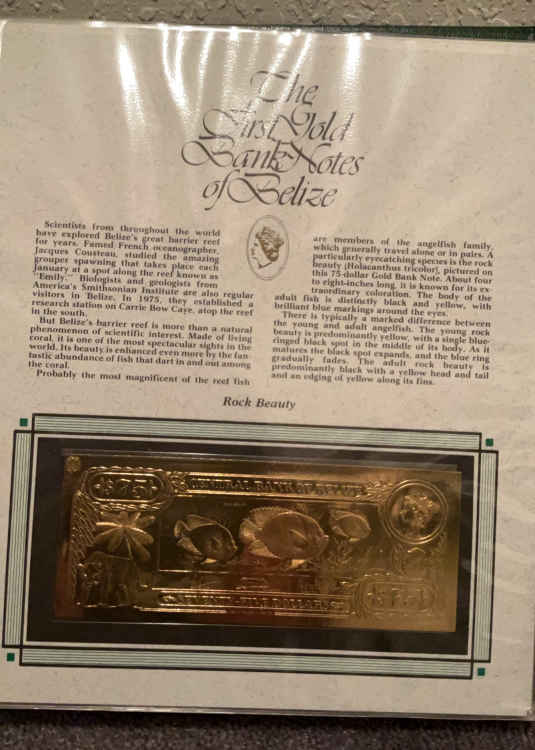 The
First Gold
Bank Notes
of Belize
Scientists from throughout the world
have explored Belize's great barrier reef
for years. Famed French oceanographer,
Jacques Cousteau, studied the amazing
grouper spawning that takes place each
January at a spot along the reef known as
"Emily." Biologists and geologists from
America's Smithsonian Institute are also regular
visitors in Belize. In 1975, they established a
research station on Carrie Bow Caye, atop the reef
in the south.
But Belize's barrier reef is more than a natural
phenomenon of scientific interest. Made of living
coral, it is one of the most spectacular sights in the
world. Its beauty is enhanced even more by the fan-
tastic abundance of fish that dart in and out among
the coral.
Probably the most magnificent of the reef fish
are members of the angelfish family,
which generally travel alone or in pairs. A
particularly eyecatching species is the rock
beauty [Holacanthus tricolor], pictured on
this 75-dollar Gold Bank Note. About four
to eight-inches long, it is known for its ex-
traordinary coloration. The body of the
adult fish is distinctly black and yellow, with
brilliant blue markings around the eyes.
There is typically a marked difference between
the young and adult angelfish. The young rock
beauty is predominantly yellow, with a single blue-
ringed black spot in the middle of its body. As it
matures the black spot expands, and the blue ring
gradually fades. The adult rock beauty is
predominantly black with a yellow head and tail
and an edging of yellow along its fins.
Rock Beauty
$75
CENTRAL BANK OF BELIZE
$75